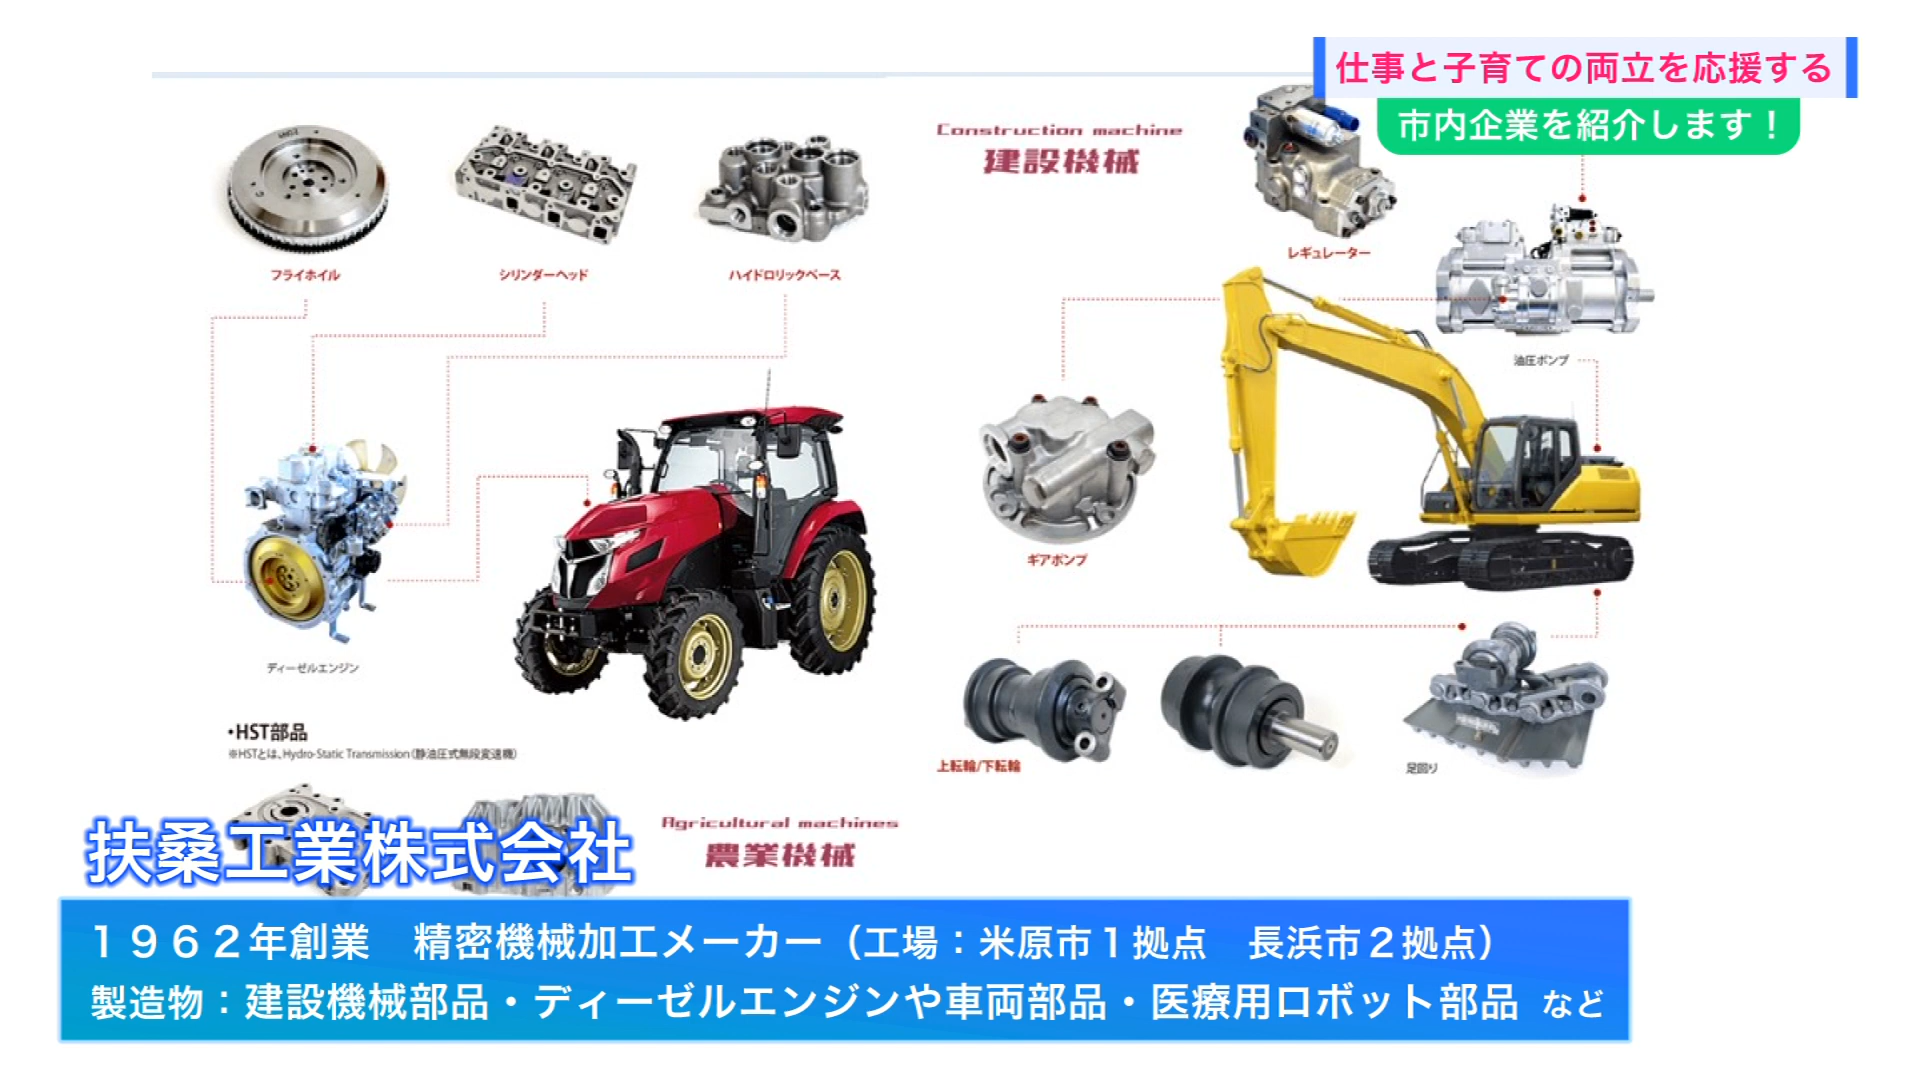 仕事と子育ての両立を応援する
市内企業を紹介します！
Construction machine
建設機械
レギュレーター
フライホイル
シリンダーヘッド
ハイドロリックベース
油圧ポンプ
ギアポンプ
ディーゼルエンジン
・HST部品
※HSTとは、Hydro-Static Transmission（静油圧式無段変速機）
上転輪/下転輪
足回り
Agricultural machines
農業機械
扶桑工業株式会社
１９６２年創業　精密機械加工メーカー（工場：米原市１拠点　長浜市２拠点）
製造物：建設機械部品・ディーゼルエンジンや車両部品・医療用ロボット部品 など